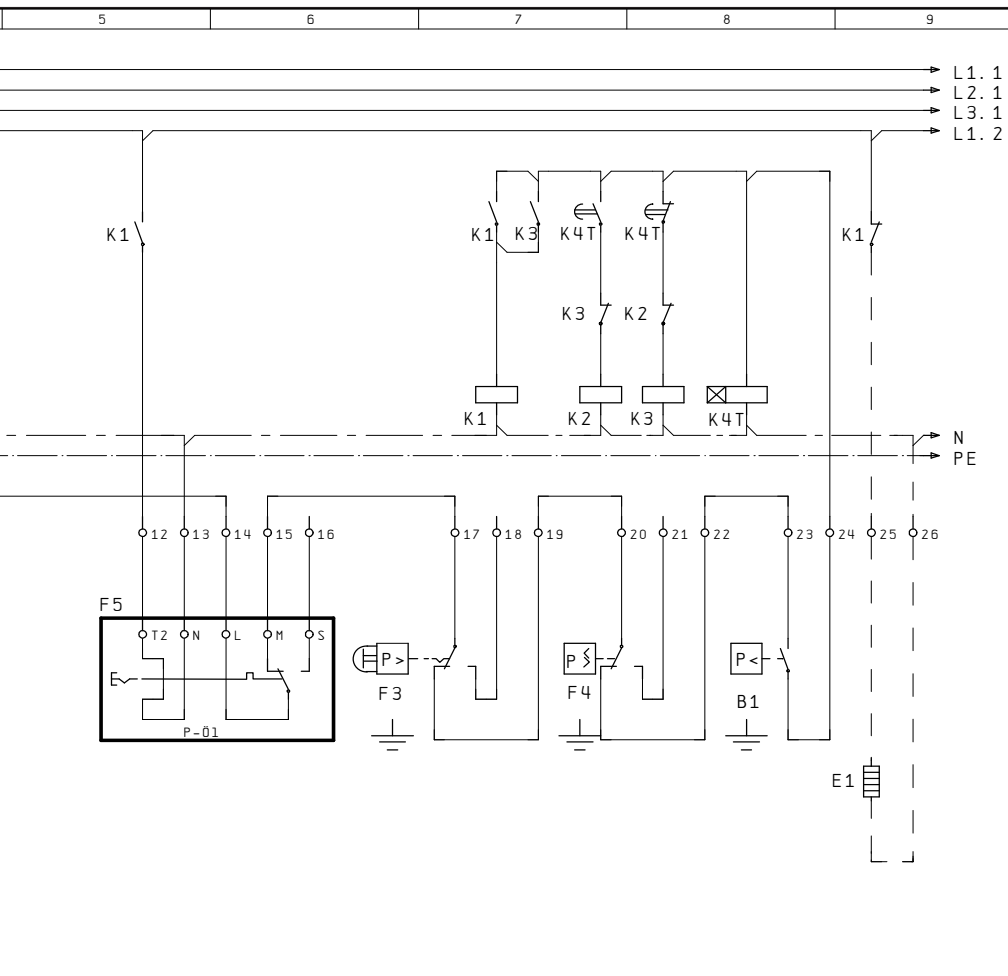 5 6 7 8 9
L1.1
L2.1
L3.1
L1.2
K1 K1 K3 K4T K4T K1
K3 K2
K1 K2 K3 K4T
N
PE
12 13 14 15 16 17 18 19 20 21 22 23 24 25 26
F5
T2 N L M S
P> P P<
F3 F4 B1
P-Öl
E1